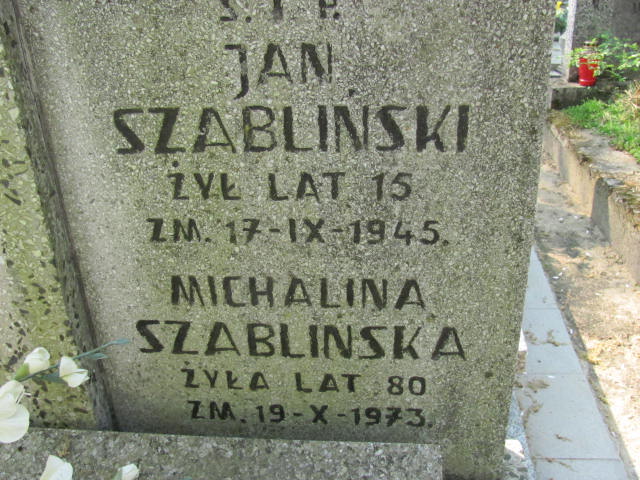 Ś. † P.
JAN
SZABLIŃSKI
ŻYŁ LAT 15
ZM. 17-IX-1945.
MICHALINA
SZABLINSKA
ŻYŁA LAT 80
ZM. 19-X-1973.